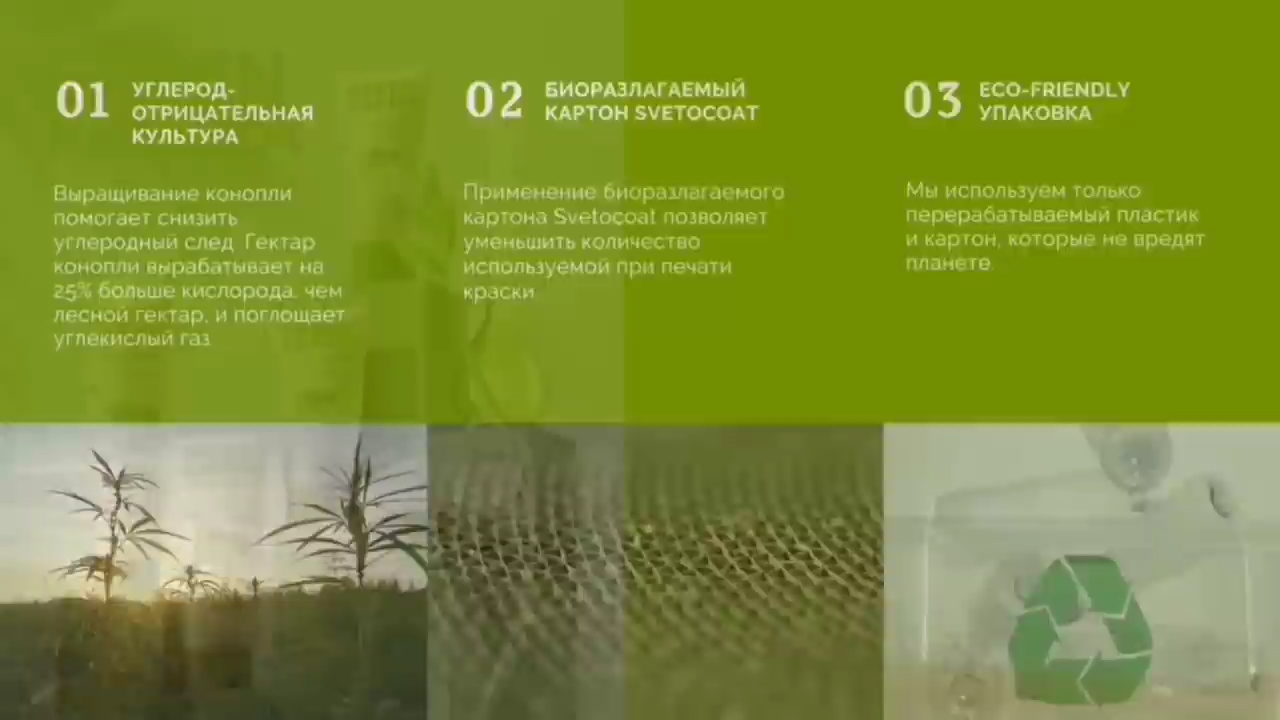 01
УГЛЕРОД-
ОТРИЦАТЕЛЬНАЯ
КУЛЬТУРА
Выращивание конопли
помогает снизить
углеродный след. Гектар
конопли вырабатывает на
25% больше кислорода, чем
лесной гектар, и поглощает
углекислый газ
02
БИОРАЗЛАГАЕМЫЙ
КАРТОН SVETOCOAT
Применение биоразлагаемого
картона Svetocoat позволяет
уменьшить количество
используемой при печати
краски
03
ECO-FRIENDLY
УПАКОВКА
Мы используем только
перерабатываемый пластик
и картон, которые не вредят
планете.